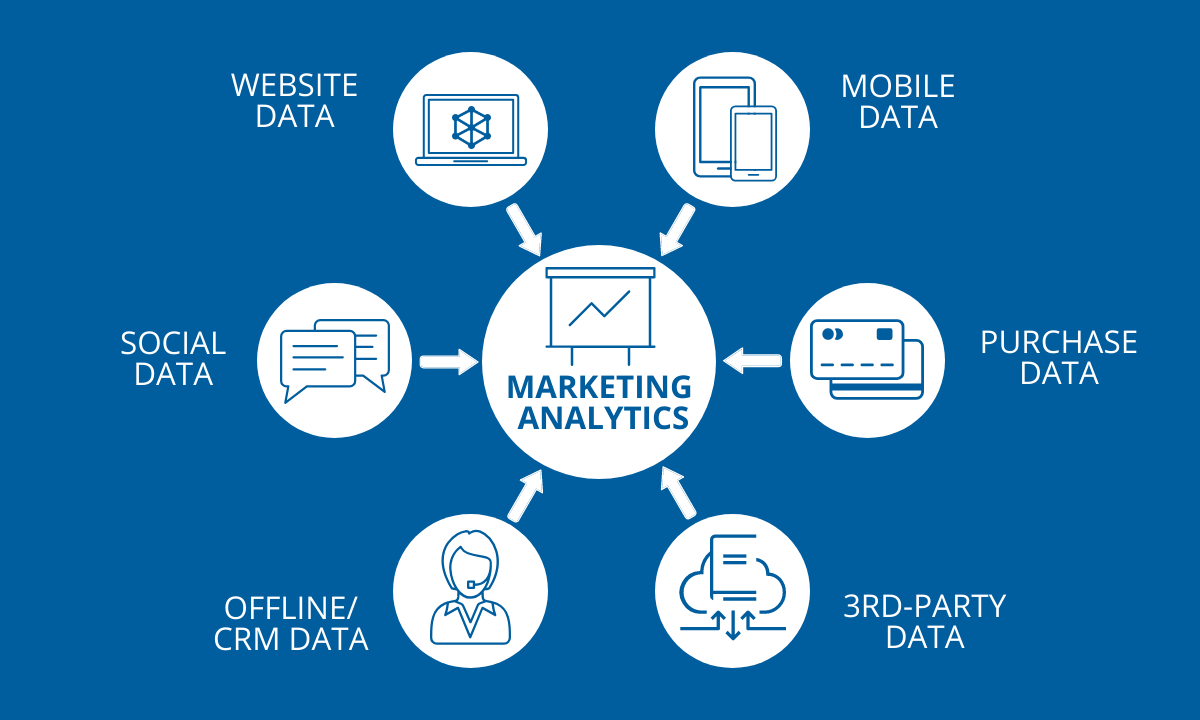 WEBSITE
DATA
MOBILE
DATA
SOCIAL
DATA
MARKETING
ANALYTICS
PURCHASE
DATA
OFFLINE/
CRM DATA
3RD-PARTY
DATA